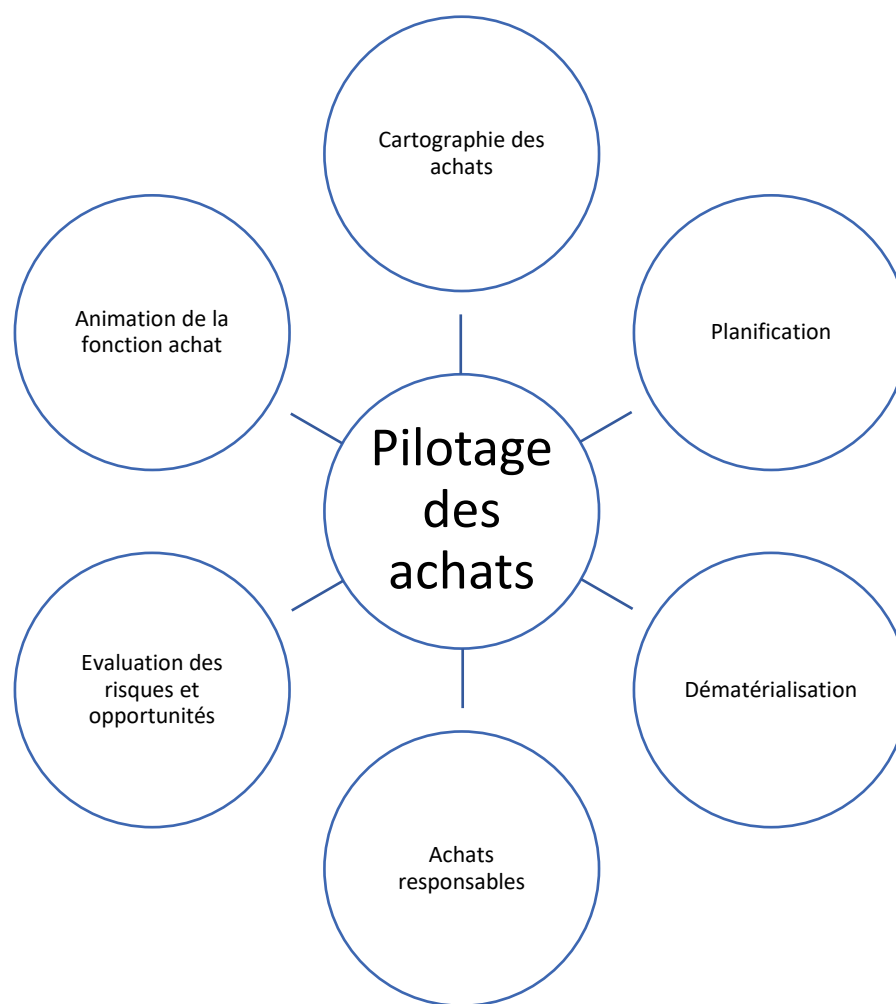 Cartographie des
achats
Planification
Dématérialisation
Achats
responsables
Evaluation des
risques et
opportunités
Animation de la
fonction achat
Pilotage
des
achats